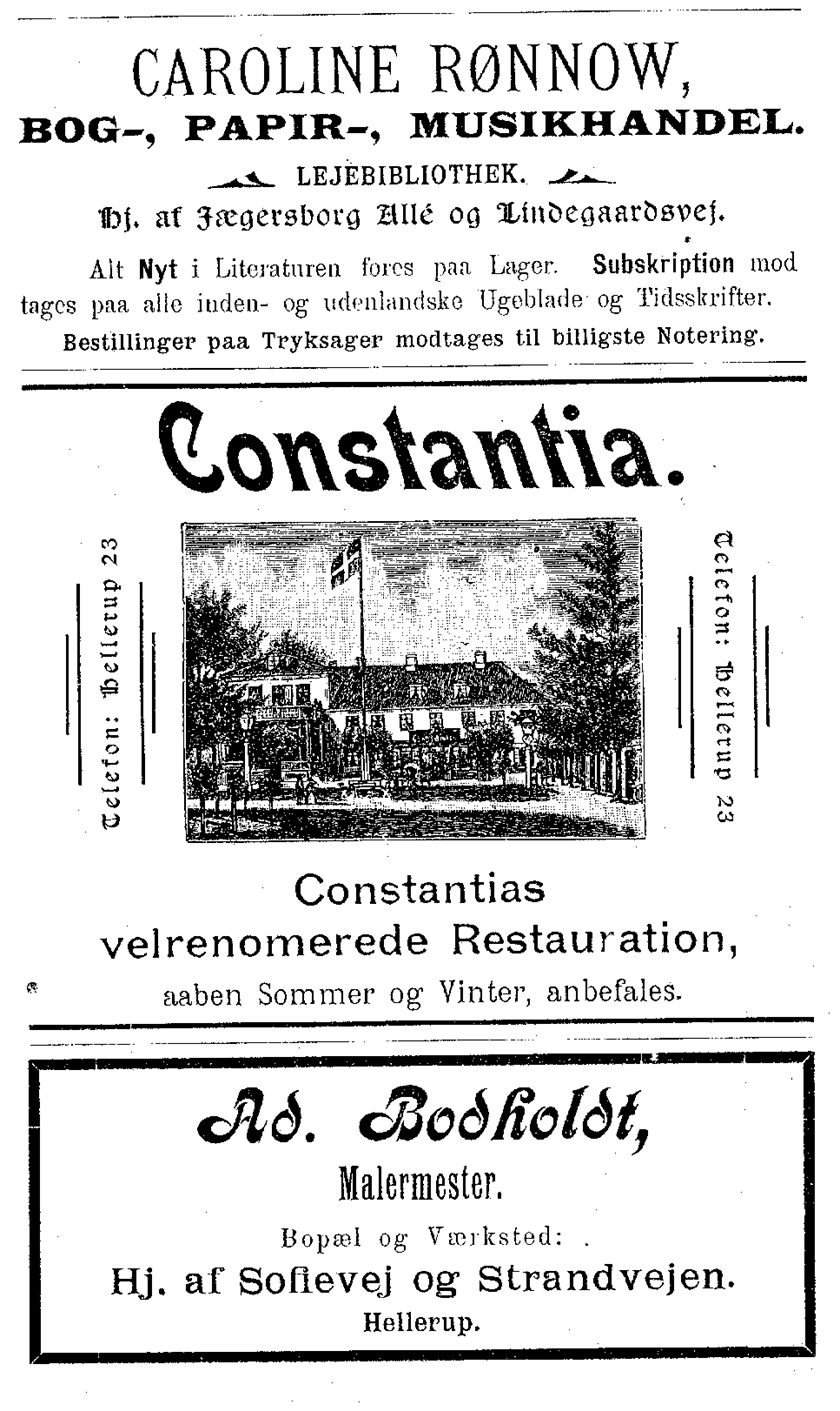 CAROLINE RØNNOW,
BOG-, PAPIR-, MUSIKHANDEL.
LEJEBIBLIOTHEK.
Hj. af Jægersborg Allé og Lindegaardsvej.
Alt Nyt i Literaturen føres paa Lager. Subskription mod
tages paa alle inden- og udenlandske Ugeblade og Tidsskrifter.
Bestillinger paa Tryksager modtages til billigste Notering.
Constantia.
Telefon: Hellerup 23
Telefon: Hellerup 23
Constantias
velrenomerede Restauration,
aaben Sommer og Vinter, anbefales.
Ad. Bodholdt,
Malermester.
Bopæl og Værksted:
Hj. af Sofievej og Strandvejen.
Hellerup.